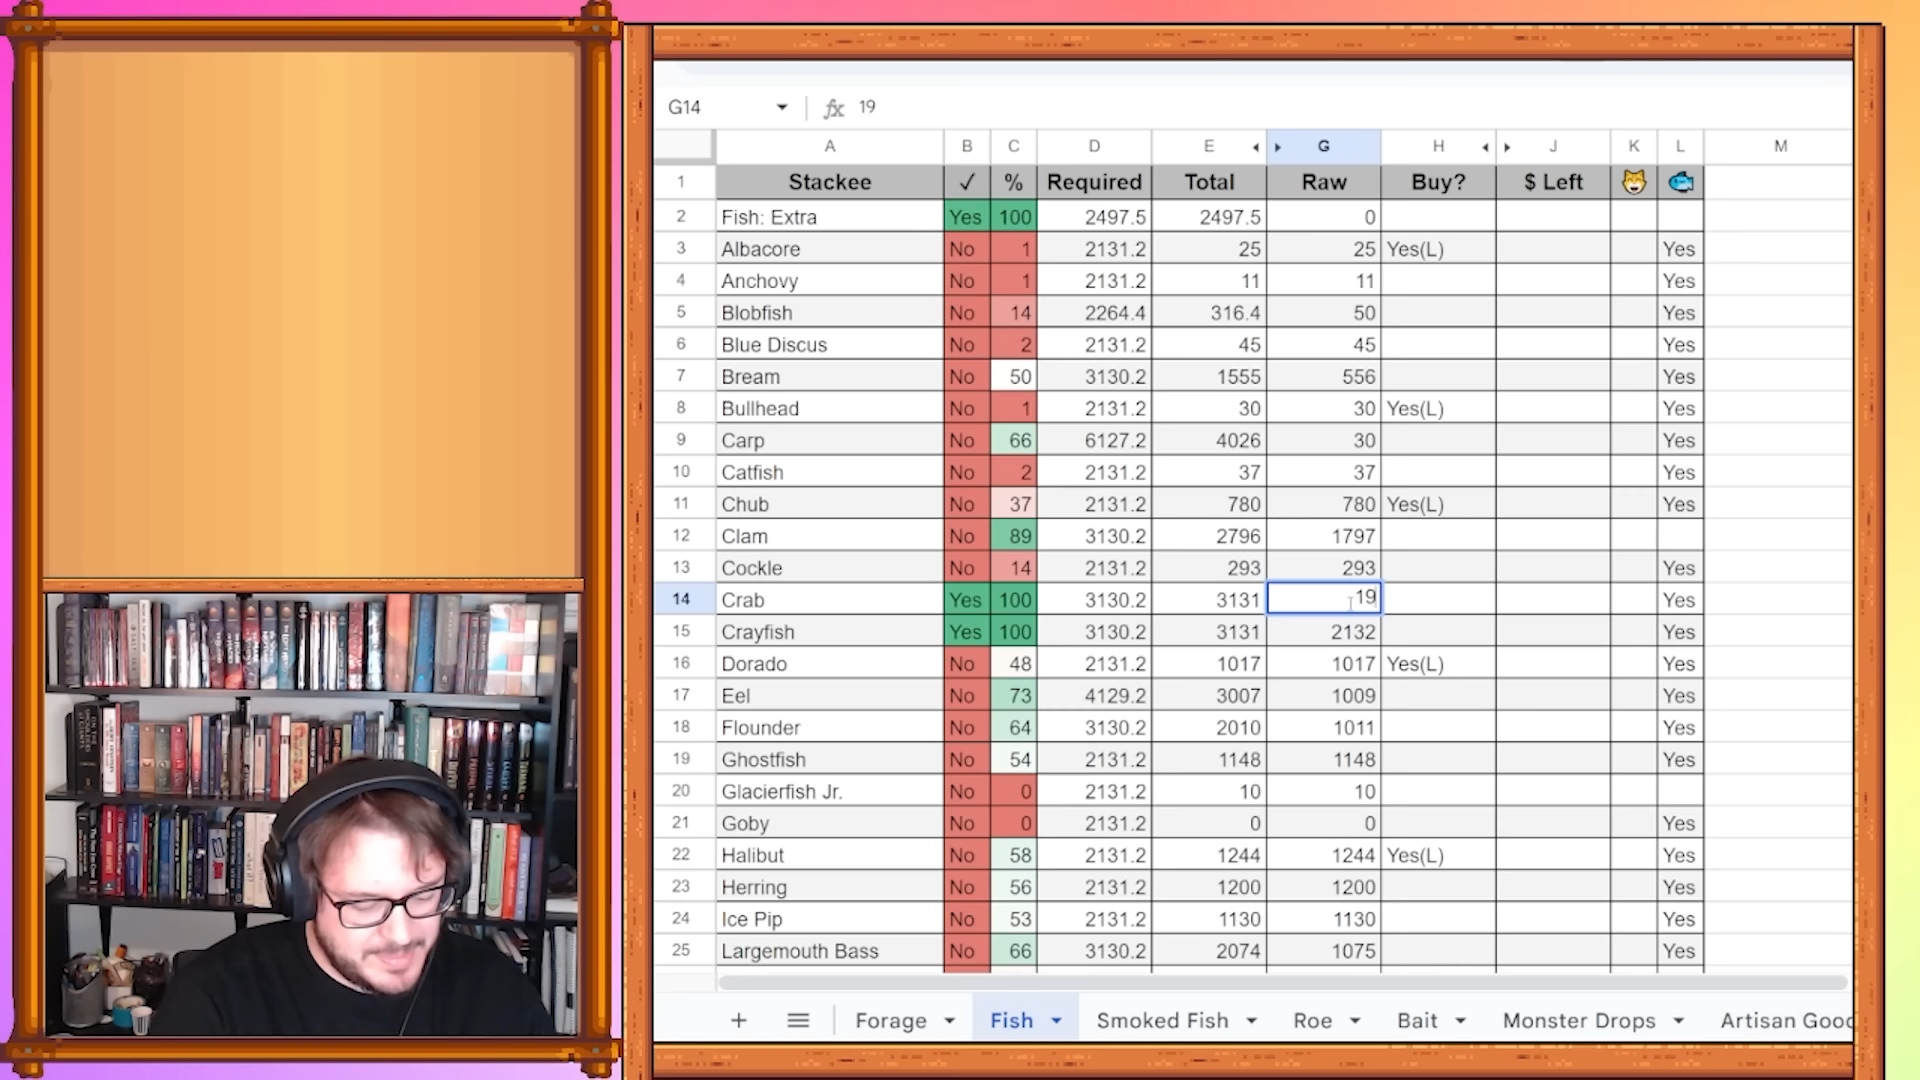 G14 fx 19
A B C D E G H J K L M
1 Stackee ✓ % Required Total Raw Buy? $ Left
2 Fish: Extra Yes 100 2497.5 2497.5 0
3 Albacore No 1 2131.2 25 25 Yes(L) Yes
4 Anchovy No 1 2131.2 11 11 Yes
5 Blobfish No 14 2264.4 316.4 50 Yes
6 Blue Discus No 2 2131.2 45 45 Yes
7 Bream No 50 3130.2 1555 556 Yes
8 Bullhead No 1 2131.2 30 30 Yes(L) Yes
9 Carp No 66 6127.2 4026 30 Yes
10 Catfish No 2 2131.2 37 37 Yes
11 Chub No 37 2131.2 780 780 Yes(L) Yes
12 Clam No 89 3130.2 2796 1797
13 Cockle No 14 2131.2 293 293 Yes
14 Crab Yes 100 3130.2 3131 19 Yes
15 Crayfish Yes 100 3130.2 3131 2132 Yes
16 Dorado No 48 2131.2 1017 1017 Yes(L) Yes
17 Eel No 73 4129.2 3007 1009 Yes
18 Flounder No 64 3130.2 2010 1011 Yes
19 Ghostfish No 54 2131.2 1148 1148 Yes
20 Glacierfish Jr. No 0 2131.2 10 10
21 Goby No 0 2131.2 0 0 Yes
22 Halibut No 58 2131.2 1244 1244 Yes(L) Yes
23 Herring No 56 2131.2 1200 1200 Yes
24 Ice Pip No 53 2131.2 1130 1130 Yes
25 Largemouth Bass No 66 3130.2 2074 1075 Yes
+ Forage Fish Smoked Fish Roe Bait Monster Drops Artisan Good